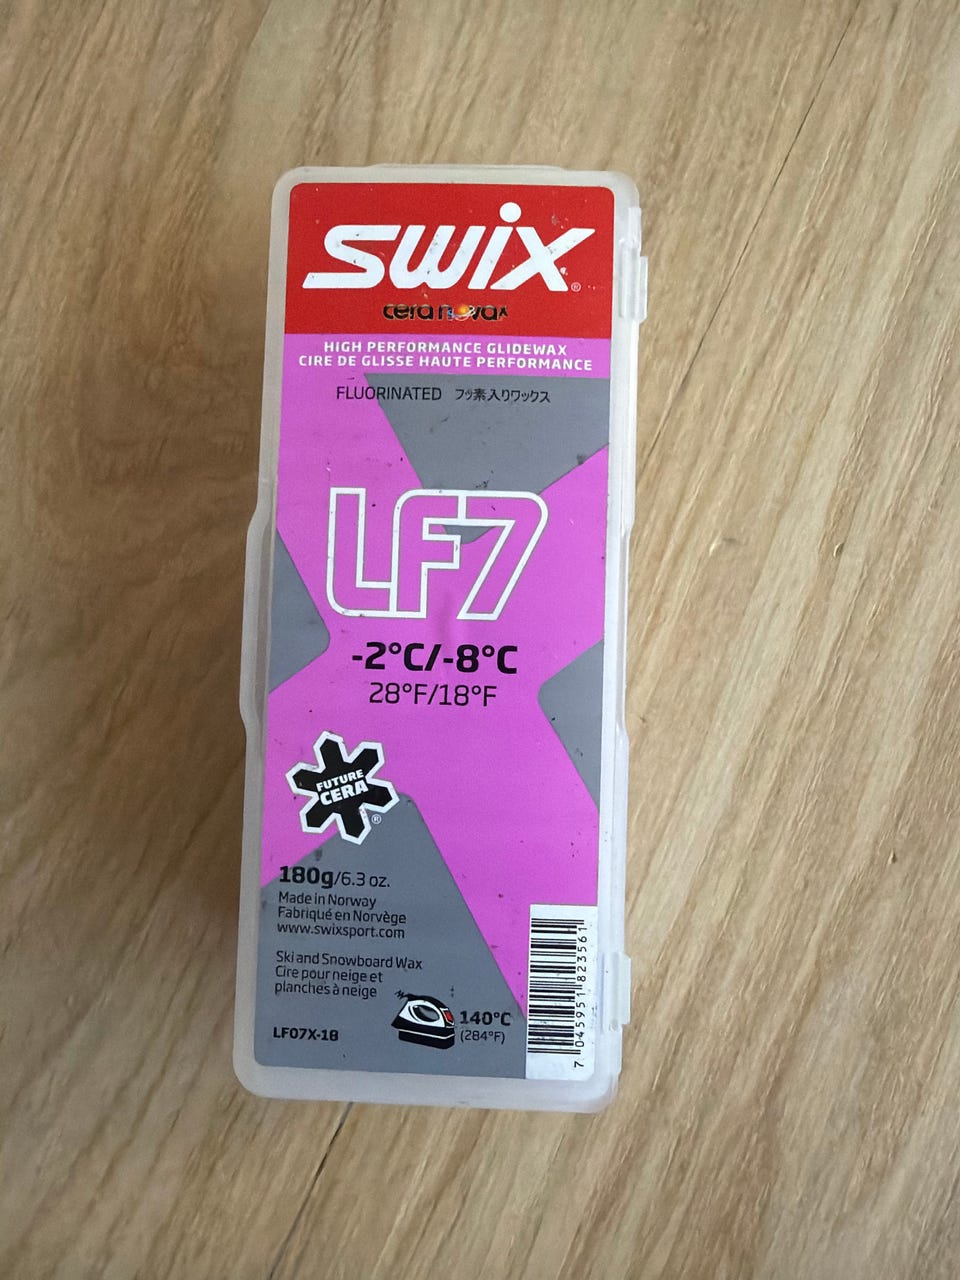 SWIX®
cera novax
HIGH PERFORMANCE GLIDEWAX
CIRE DE GLISSE HAUTE PERFORMANCE
FLUORINATED フッ素入りワックス
LF7
-2°C/-8°C
28°F/18°F
FUTURE
CERA
®
180g/6.3 oz.
Made in Norway
Fabriqué en Norvège
www.swixsport.com
Ski and Snowboard Wax
Cire pour neige et
planches à neige
140°C
(284°F)
LF07X-18
7 045951 823561